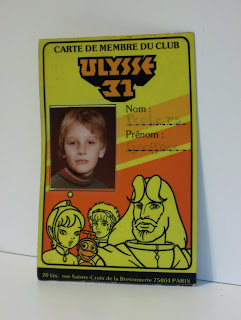 CARTE DE MEMBRE DU CLUB
ULYSSE
31
Nom :
Prénom :
20 bis, rue Sainte-Croix de la Bretonnerie 75004 PARIS